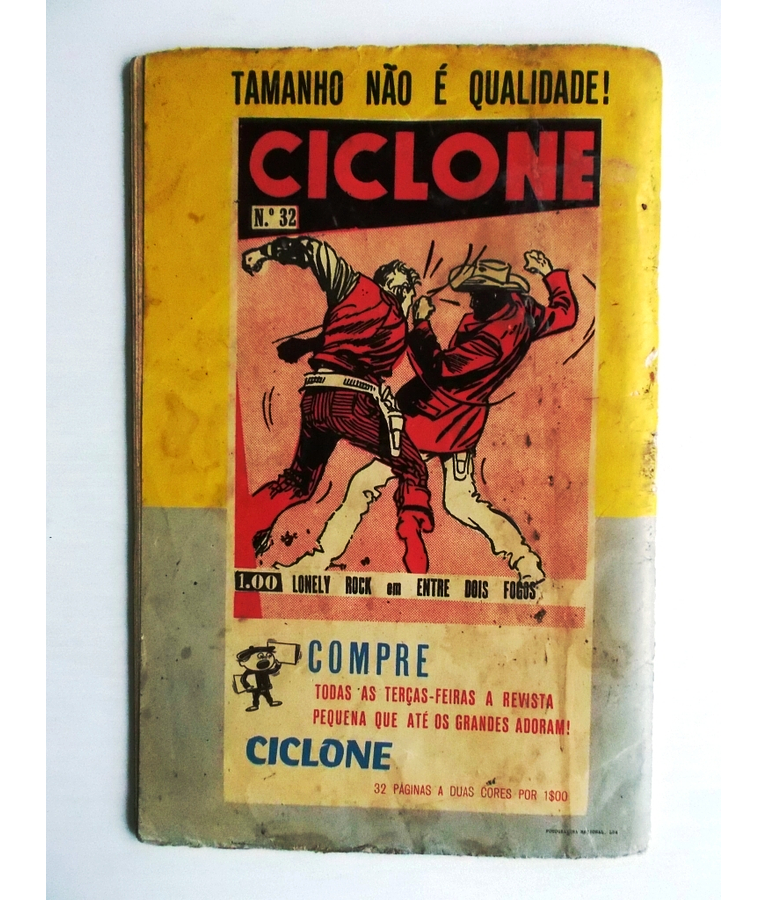 TAMANHO NÃO É QUALIDADE!
CICLONE
N.º 32
1.00 LONELY ROCK em ENTRE DOIS FOGOS
COMPRE
TODAS AS TERÇAS-FEIRAS A REVISTA
PEQUENA QUE ATÉ OS GRANDES ADORAM!
CICLONE
32 PÁGINAS A DUAS CORES POR 1$00